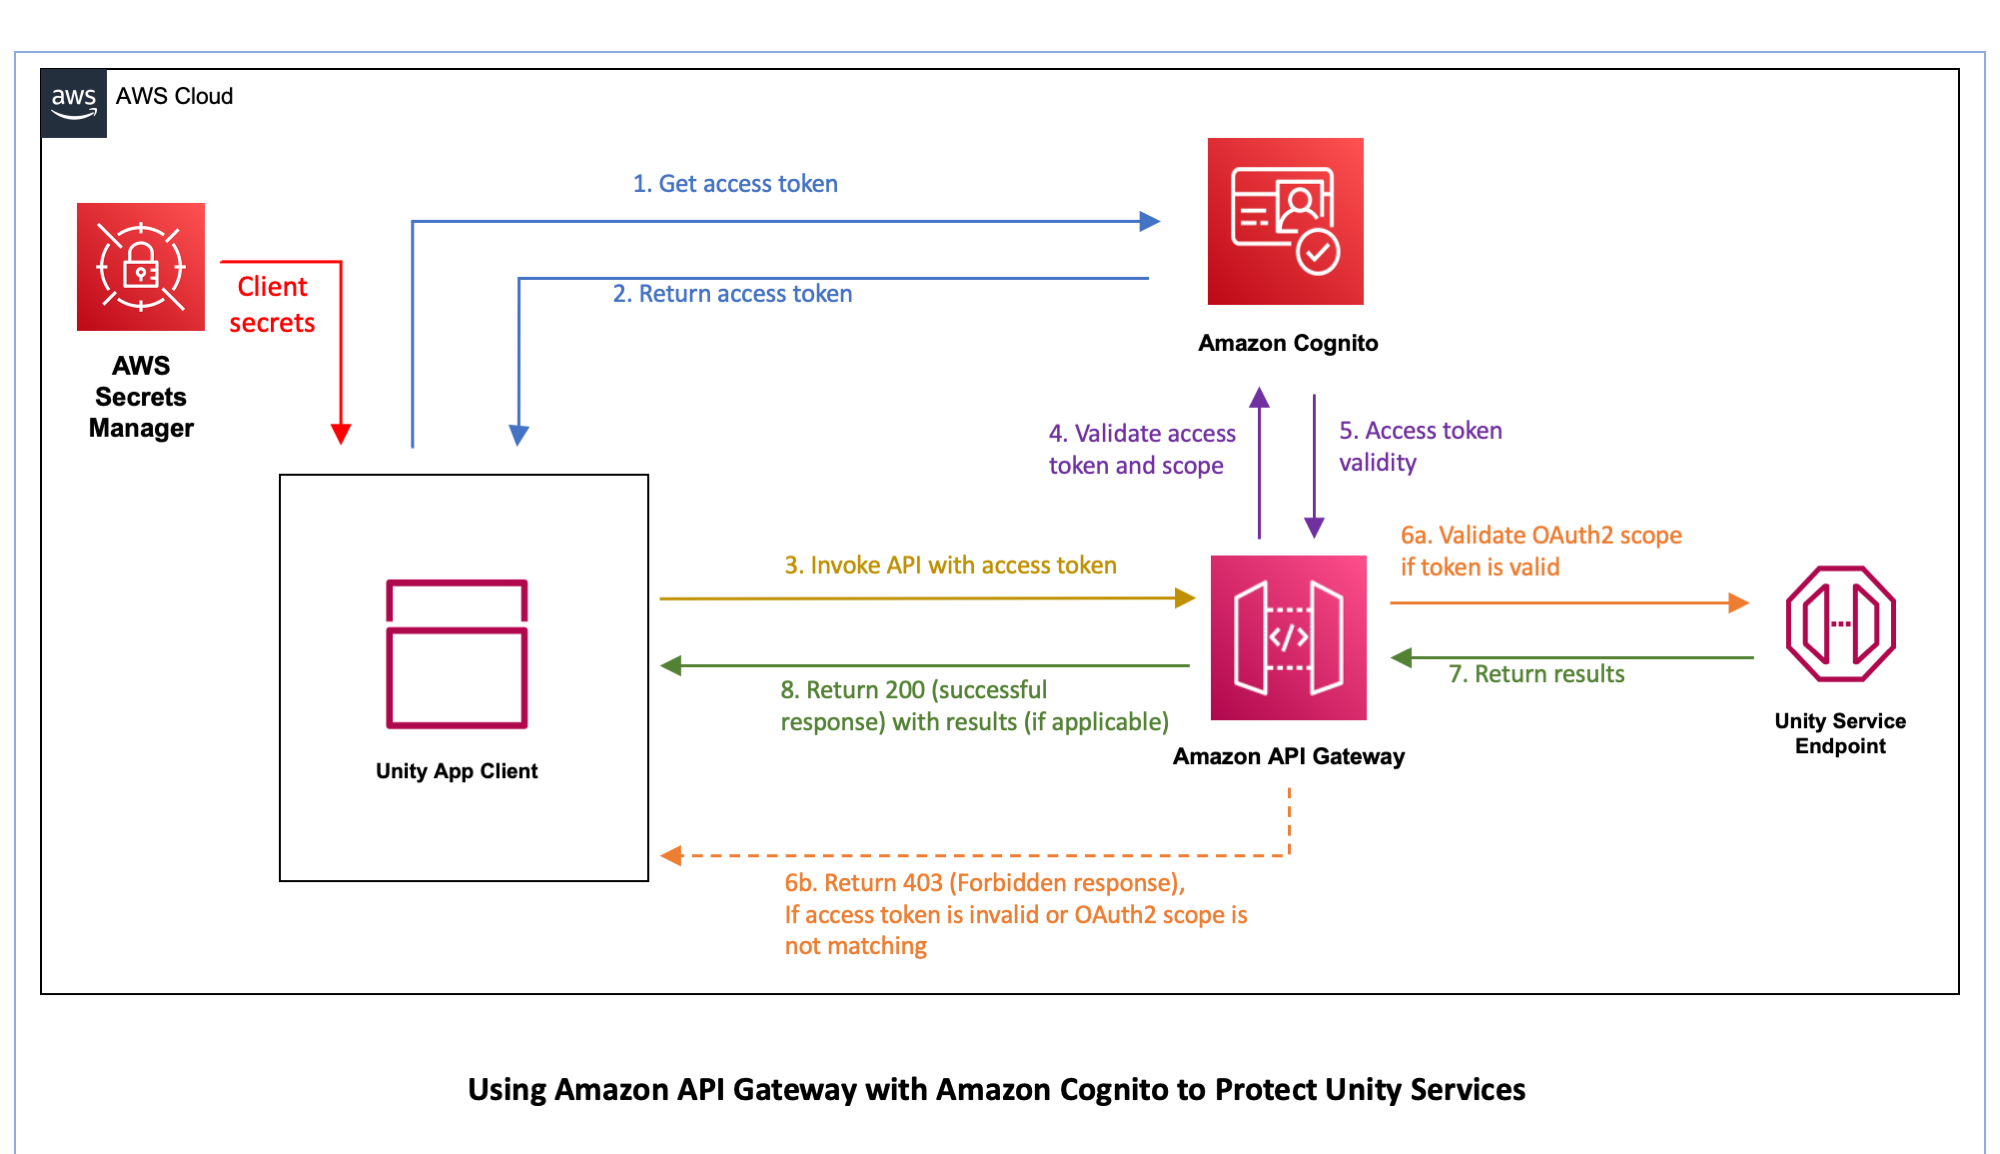 aws
AWS Cloud
1. Get access token
Client
secrets
2. Return access token
AWS
Secrets
Manager
Amazon Cognito
4. Validate access
token and scope
5. Access token
validity
3. Invoke API with access token
6a. Validate OAuth2 scope
if token is valid
</>
8. Return 200 (successful
response) with results (if applicable)
7. Return results
Unity App Client
Amazon API Gateway
Unity Service
Endpoint
6b. Return 403 (Forbidden response),
If access token is invalid or OAuth2 scope is
not matching
Using Amazon API Gateway with Amazon Cognito to Protect Unity Services